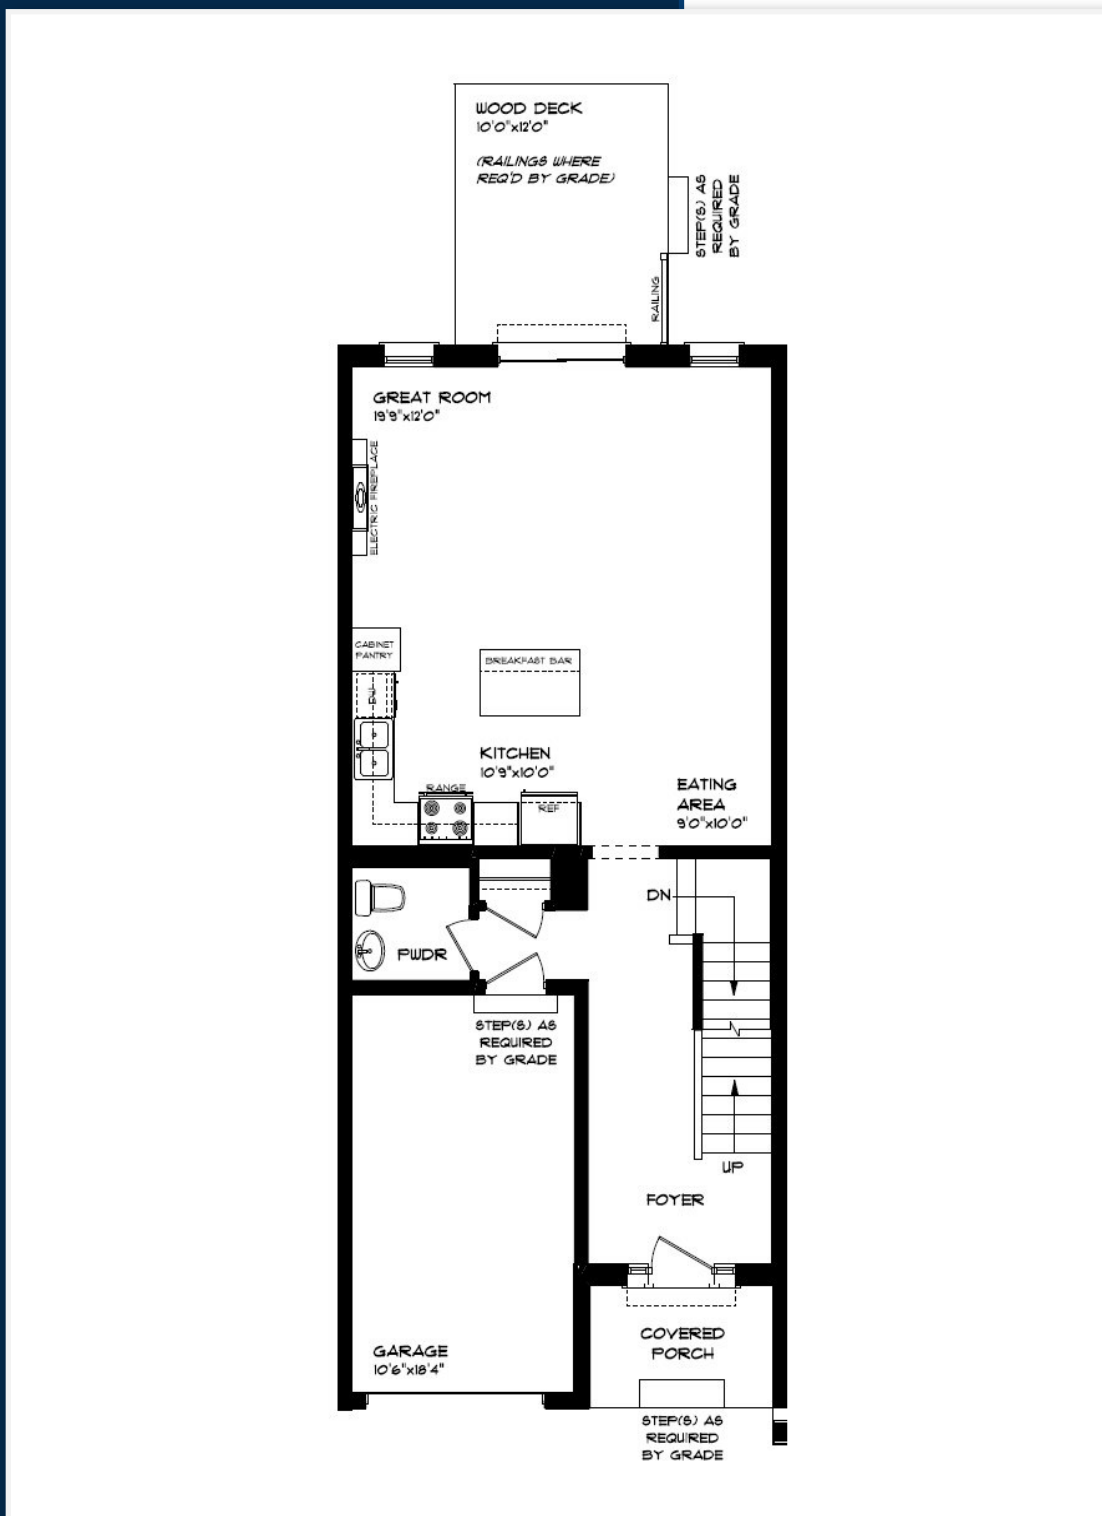 WOOD DECK
10'0"x12'0"
(RAILINGS WHERE
REQ'D BY GRADE)
STEP(S) AS
REQUIRED
BY GRADE
RAILING
GREAT ROOM
19'9"x12'0"
ELECTRIC FIREPLACE
CABINET
PANTRY
DW
BREAKFAST BAR
KITCHEN
10'9"x10'0"
RANGE
REF
EATING
AREA
9'0"x10'0"
DN
PWDR
STEP(S) AS
REQUIRED
BY GRADE
UP
FOYER
COVERED
PORCH
GARAGE
10'6"x18'4"
STEP(S) AS
REQUIRED
BY GRADE